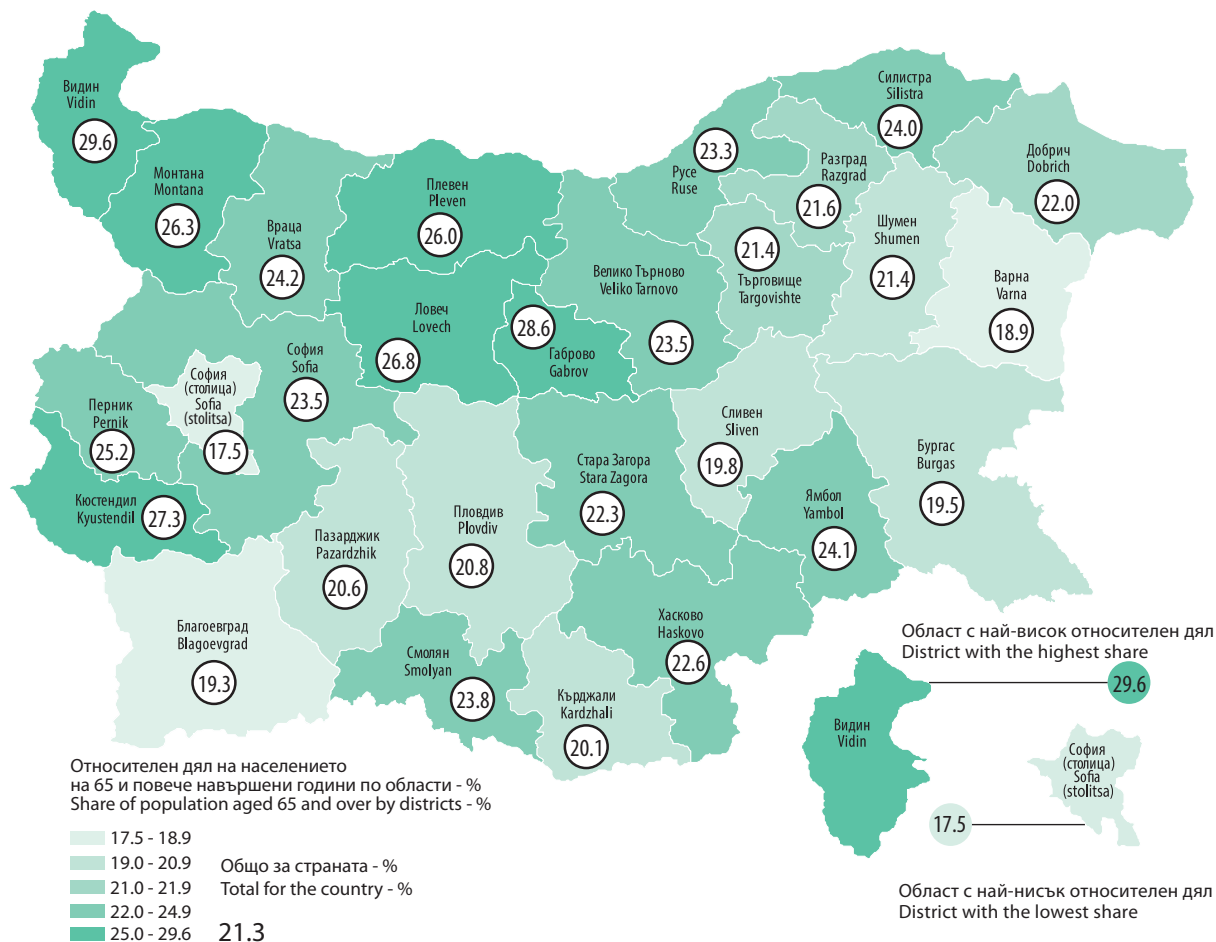 Видин
Vidin
29.6
Монтана
Montana
26.3
Враца
Vratsa
24.2
Плевен
Pleven
26.0
Ловеч
Lovech
26.8
28.6
Габрово
Gabrov
Велико Търново
Veliko Tarnovo
23.5
23.3
Русе
Ruse
Разград
Razgrad
21.6
Силистра
Silistra
24.0
Добрич
Dobrich
22.0
21.4
Търговище
Targovishte
Шумен
Shumen
21.4
Варна
Varna
18.9
София
Sofia
23.5
София
(столица)
Sofia
(stolitsa)
17.5
Перник
Pernik
25.2
Кюстендил
Kyustendil
27.3
Благоевград
Blagoevgrad
19.3
Пазарджик
Pazardzhik
20.6
Пловдив
Plovdiv
20.8
Стара Загора
Stara Zagora
22.3
Сливен
Sliven
19.8
Ямбол
Yambol
24.1
Бургас
Burgas
19.5
Смолян
Smolyan
23.8
Кърджали
Kardzhali
20.1
Хасково
Haskovo
22.6
Област с най-висок относителен дял
District with the highest share
29.6
Видин
Vidin
София
(столица)
Sofia
(stolitsa)
17.5
Област с най-нисък относителен дял
District with the lowest share
Относителен дял на населението
на 65 и повече навършени години по области - %
Share of population aged 65 and over by districts - %
17.5 - 18.9
19.0 - 20.9
21.0 - 21.9
22.0 - 24.9
25.0 - 29.6
Общо за страната - %
Total for the country - %
21.3